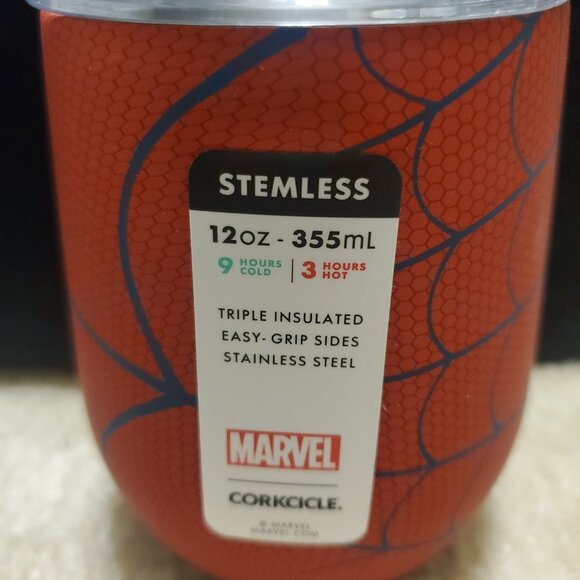 STEMLESS
12OZ - 355mL
9 HOURS COLD | 3 HOURS HOT
TRIPLE INSULATED
EASY- GRIP SIDES
STAINLESS STEEL
MARVEL
CORKCICLE.
© MARVEL
MARVEL.COM